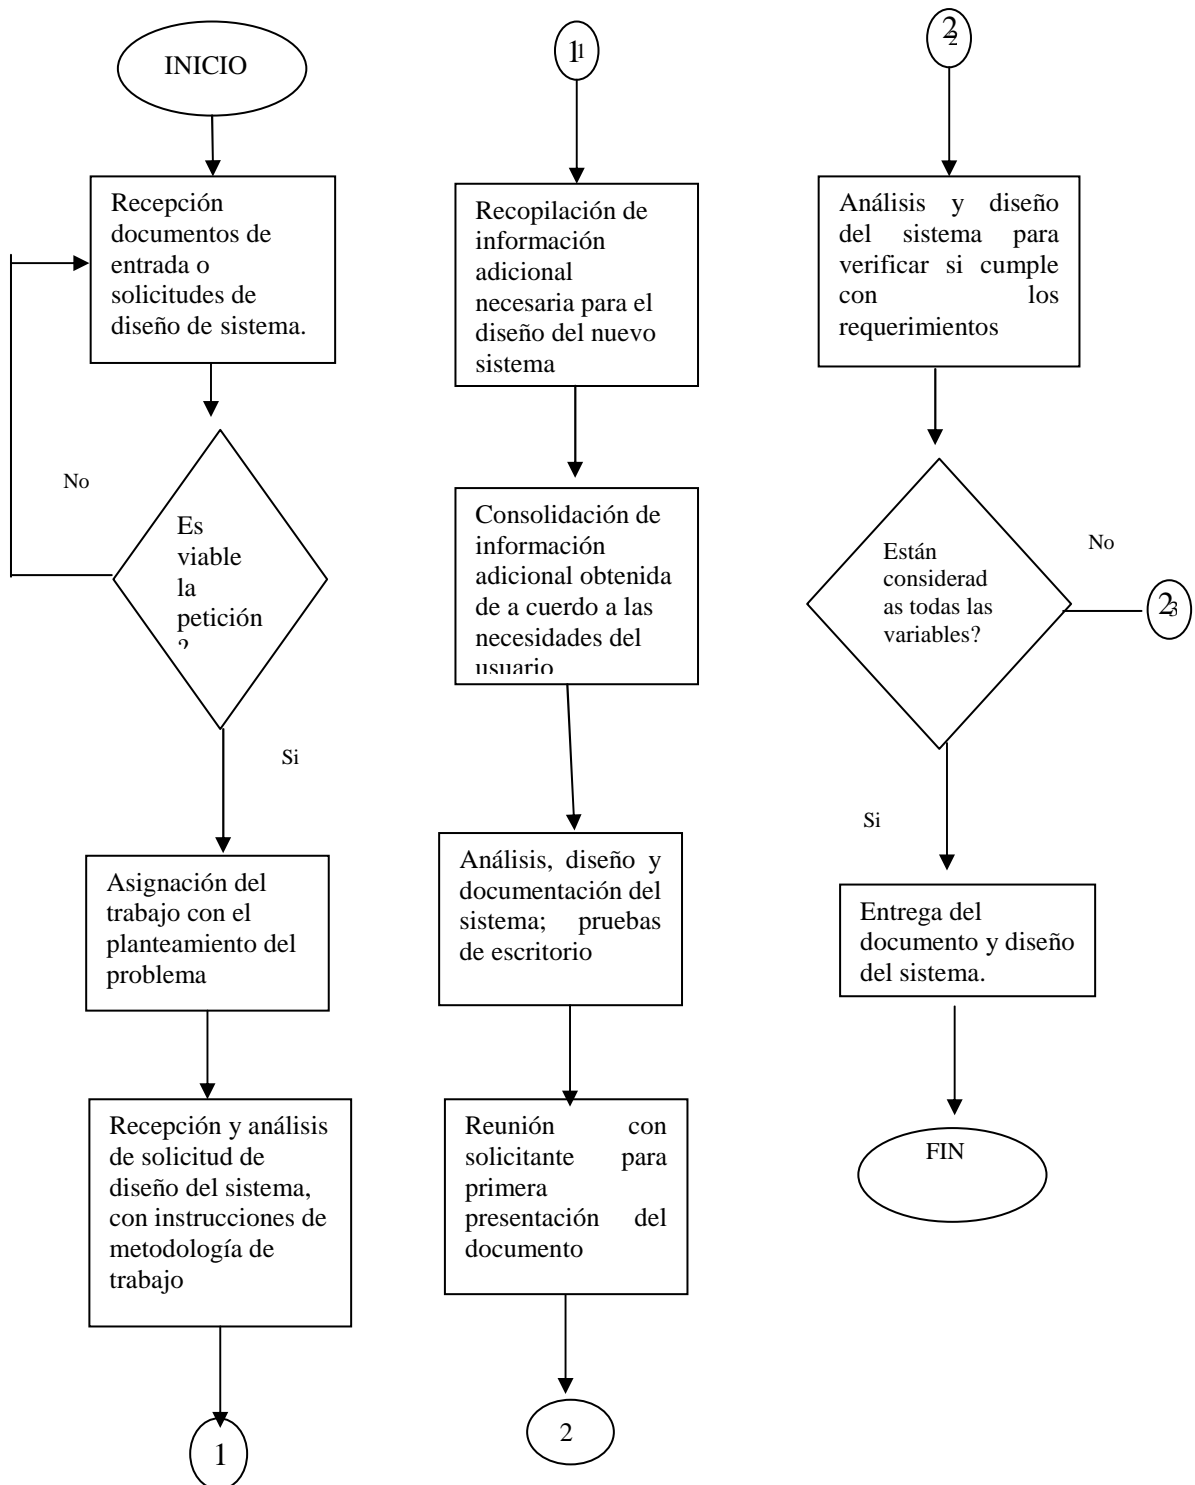 INICIO
Recepción
documentos de
entrada o
solicitudes de
diseño de sistema.
No
Es
viable
la
petición
?
Si
Asignación del
trabajo con el
planteamiento del
problema
Recepción y análisis
de solicitud de
diseño del sistema,
con instrucciones de
metodología de
trabajo
1
1 1
Recopilación de
información
adicional
necesaria para el
diseño del nuevo
sistema
Consolidación de
información
adicional obtenida
de a cuerdo a las
necesidades del
usuario
Análisis, diseño y
documentación del
sistema; pruebas
de escritorio
Reunión con
solicitante para
primera
presentación del
documento
2
2 2
Análisis y diseño
del sistema para
verificar si cumple
con los
requerimientos
Están
considerad
as todas las
variables?
No
2 3
Si
Entrega del
documento y diseño
del sistema.
FIN